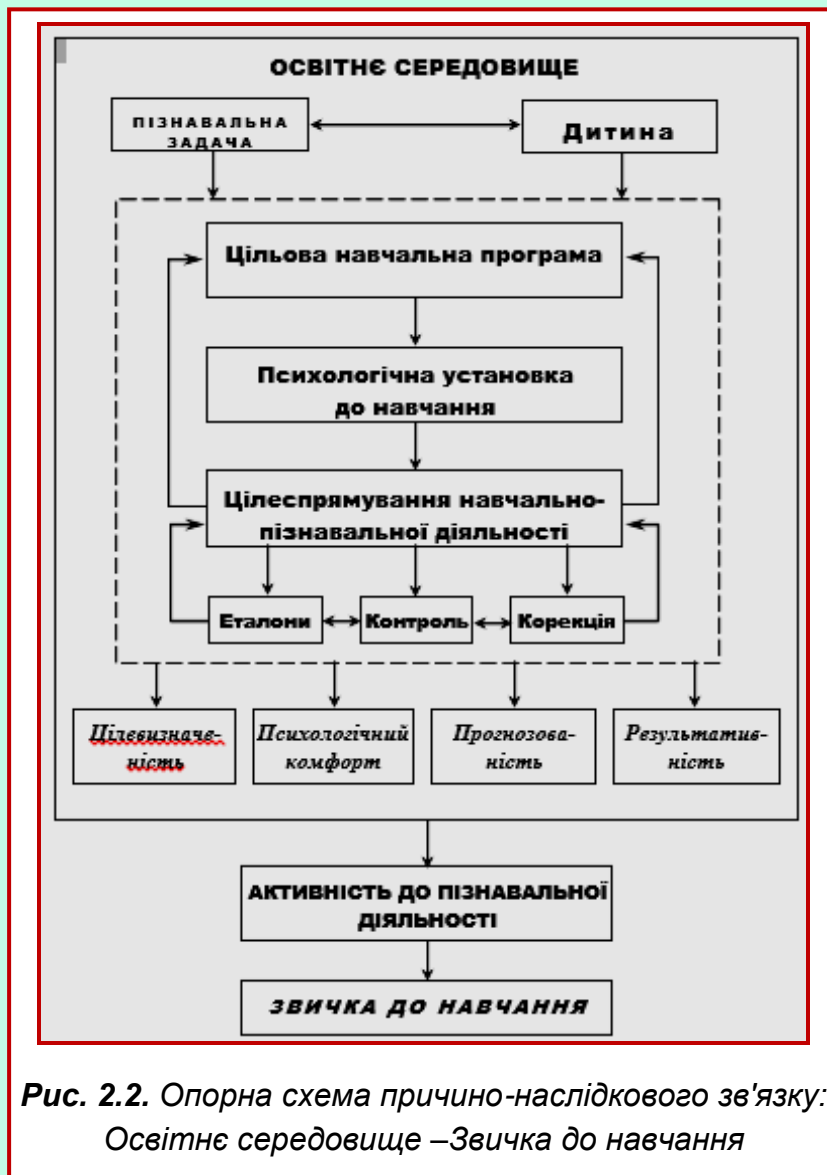 ОСВІТНЄ СЕРЕДОВИЩЕ
ПІЗНАВАЛЬНА
ЗАДАЧА
Дитина
Цільова навчальна програма
Психологічна установка
до навчання
Цілеспрямування навчально-
пізнавальної діяльності
Еталони
Контроль
Корекція
Цілевизначе-
ність
Психологічний
комфорт
Прогнозова-
ність
Результатив-
ність
АКТИВНІСТЬ ДО ПІЗНАВАЛЬНОЇ
ДІЯЛЬНОСТІ
ЗВИЧКА ДО НАВЧАННЯ
Рис. 2.2. Опорна схема причино-наслідкового зв'язку:
Освітнє середовище –Звичка до навчання